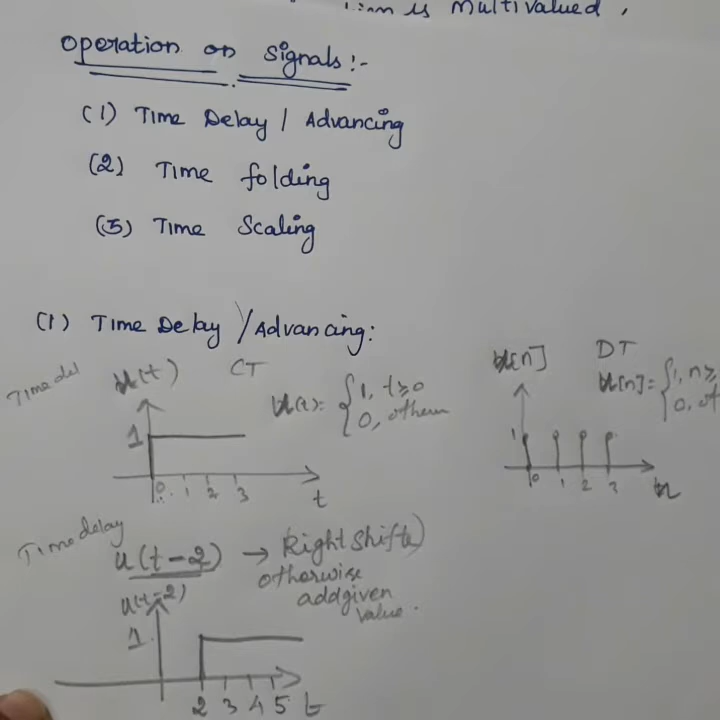 is multivalued.
Operation on signals:-
(1) Time Delay / Advancing
(2) Time folding
(3) Time Scaling
(1) Time Delay / Advancing:
Time del
u(t) CT
u(t): { 1, t≥0
0, otherw
1
0 1 2 3
t
u[n] DT
u[n]= { 1, n≥
0, ot
1
0 1 2 3
n
Time delay
u(t-2) → Right shift
otherwise
add given
value.
u(t-2)
1
2 3 4 5 t